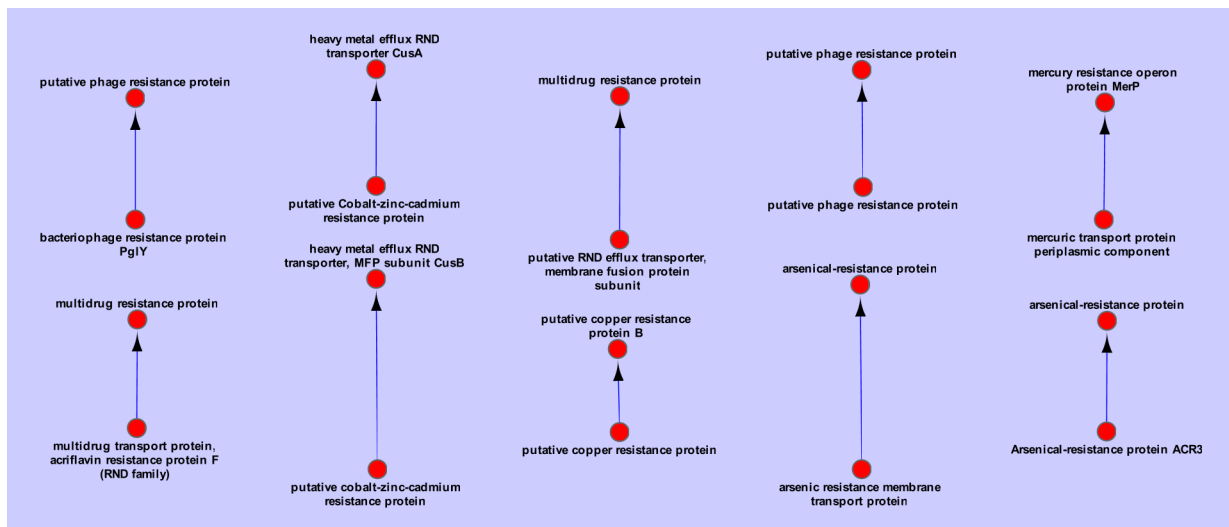 putative phage resistance protein
bacteriophage resistance protein
PglY
multidrug resistance protein
multidrug transport protein,
acriflavin resistance protein F
(RND family)
heavy metal efflux RND
transporter CusA
putative Cobalt-zinc-cadmium
resistance protein
heavy metal efflux RND
transporter, MFP subunit CusB
putative cobalt-zinc-cadmium
resistance protein
multidrug resistance protein
putative RND efflux transporter,
membrane fusion protein
subunit
putative copper resistance
protein B
putative copper resistance protein
putative phage resistance protein
putative phage resistance protein
arsenical-resistance protein
arsenic resistance membrane
transport protein
mercury resistance operon
protein MerP
mercuric transport protein
periplasmic component
arsenical-resistance protein
Arsenical-resistance protein ACR3